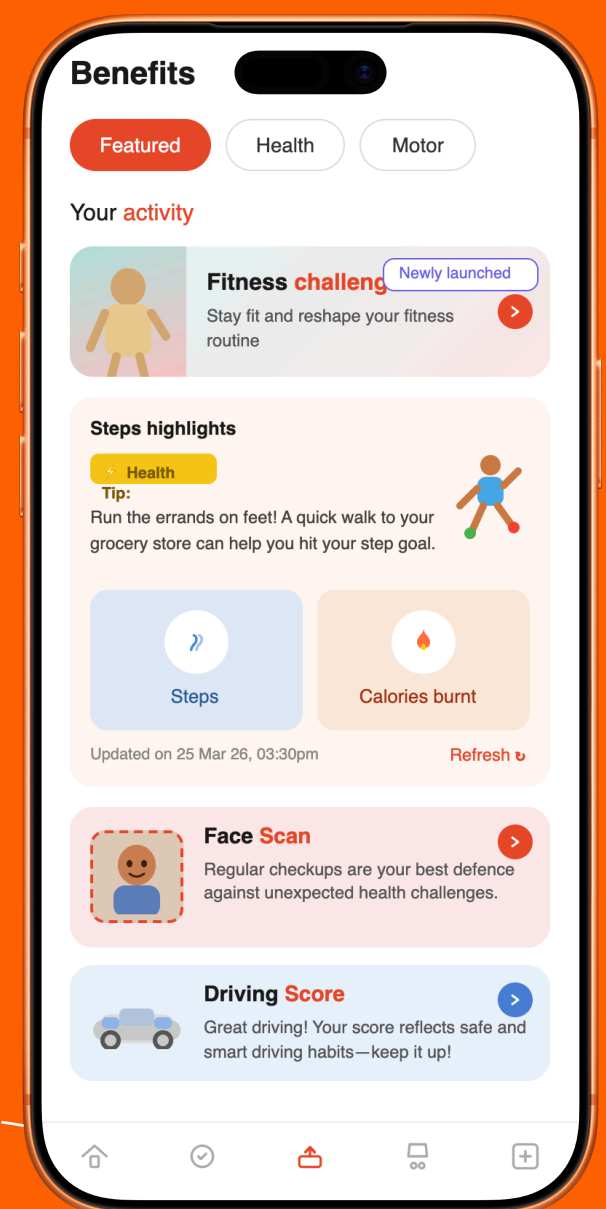 Benefits
Featured
Health
Motor
Your activity
Fitness challeng
Newly launched
Stay fit and reshape your fitness
routine
Steps highlights
Health
Tip:
Run the errands on feet! A quick walk to your
grocery store can help you hit your step goal.
Steps
Calories burnt
Updated on 25 Mar 26, 03:30pm
Refresh ↻
Face Scan
Regular checkups are your best defence
against unexpected health challenges.
Driving Score
Great driving! Your score reflects safe and
smart driving habits—keep it up!